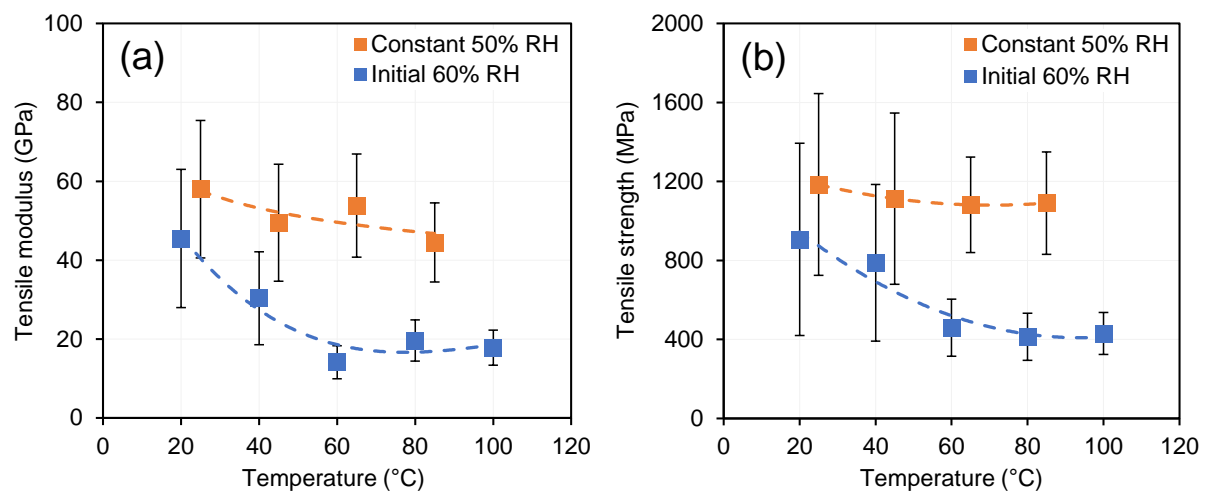 (a)
Constant 50% RH
Initial 60% RH
Tensile modulus (GPa)
100
80
60
40
20
0
0 20 40 60 80 100 120
Temperature (°C)
(b)
Constant 50% RH
Initial 60% RH
Tensile strength (MPa)
2000
1600
1200
800
400
0
0 20 40 60 80 100 120
Temperature (°C)